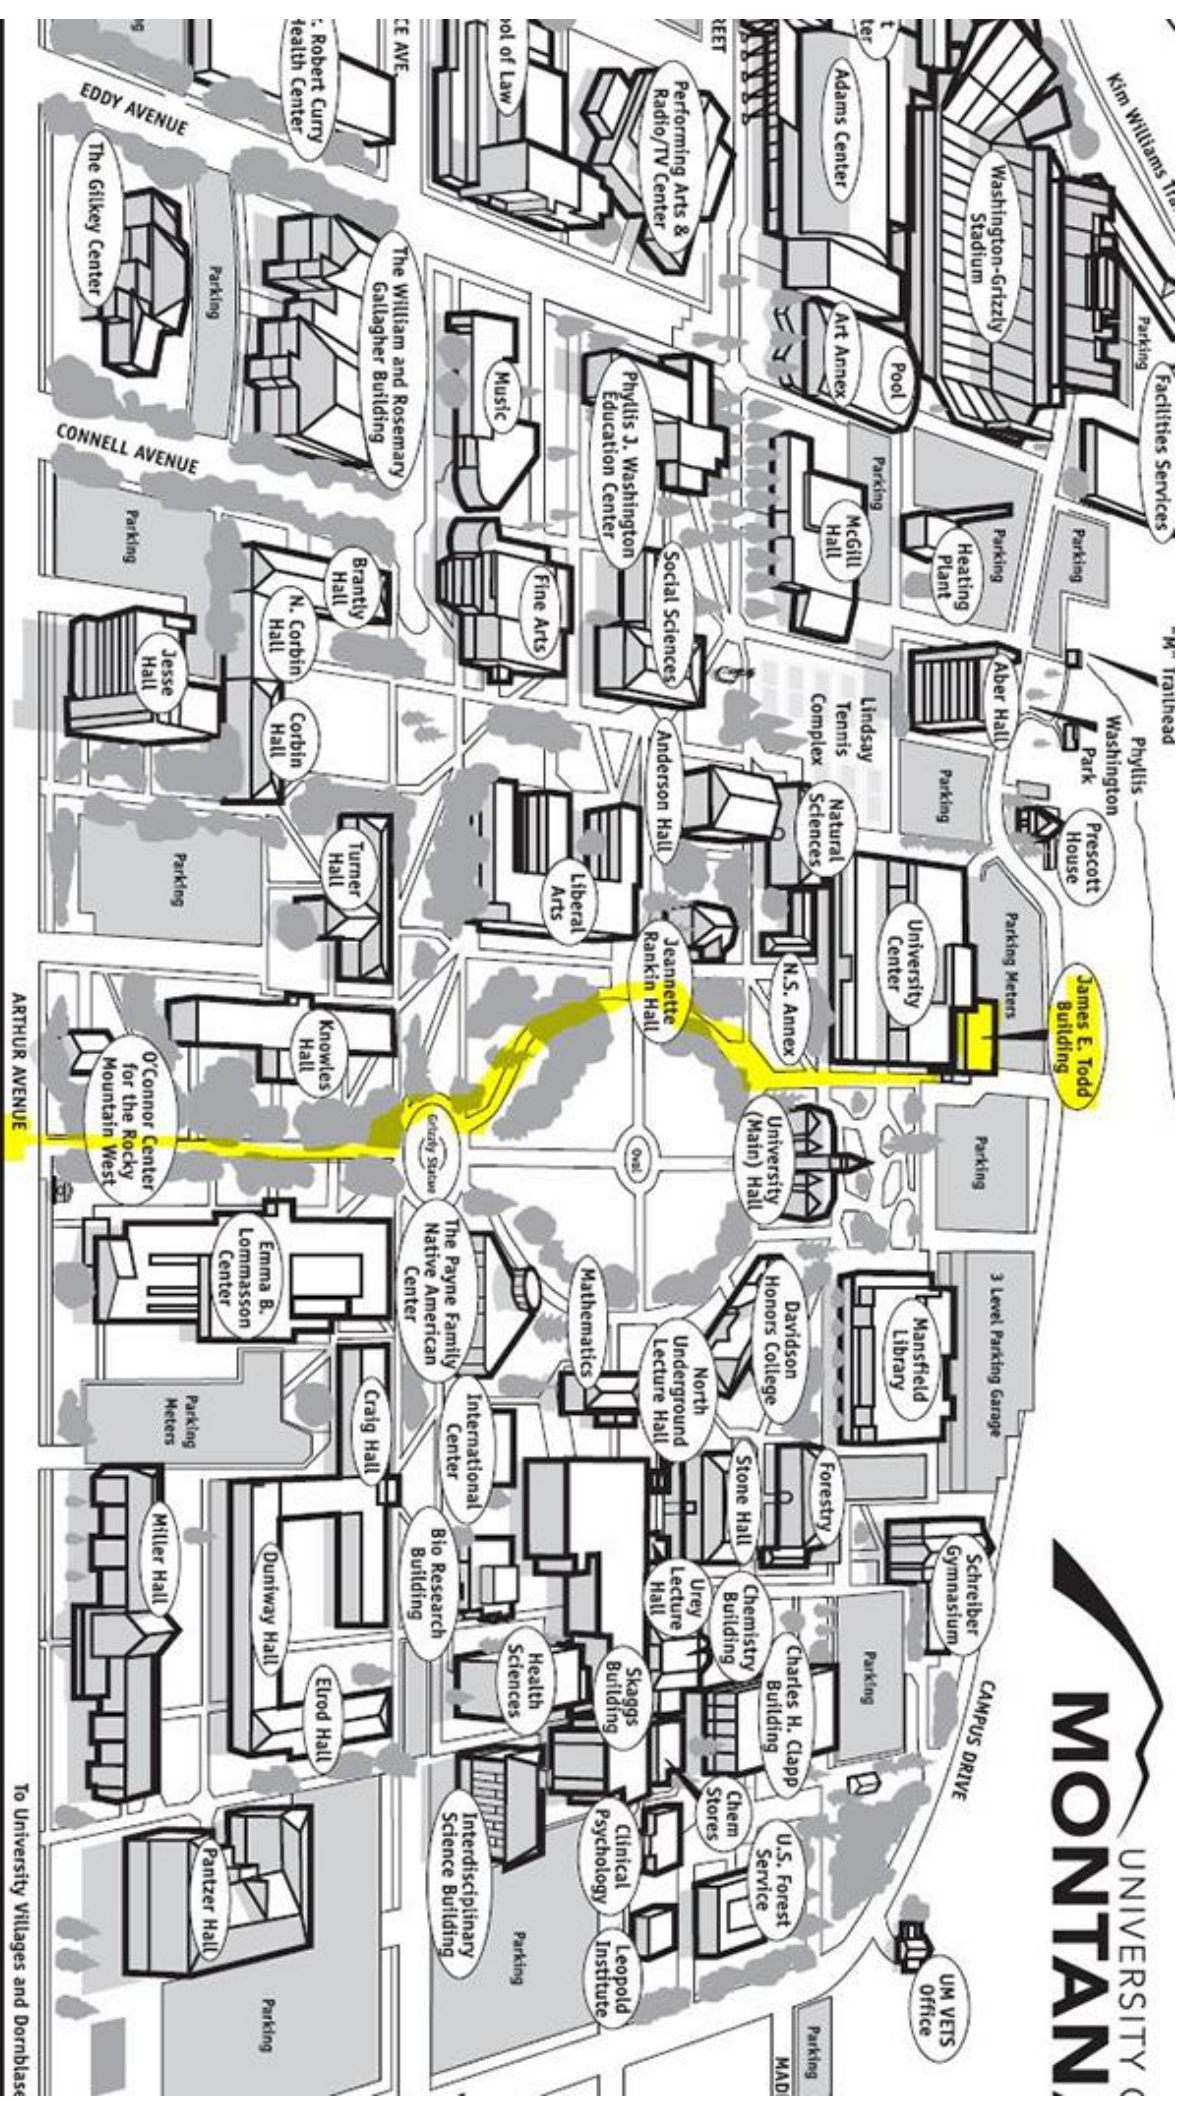 UNIVERSITY
MONTAN
Kim Williams
"M" Trailhead
Phyllis
Washington
Park
Facilities Services
Parking
Prescott
House
James E. Todd
Building
Parking
Washington-Grizzly
Stadium
Parking
Heating
Plant
Aber Hall
Parking
Parking Meters
Parking
3 Level Parking Garage
CAMPUS DRIVE
Schreiber
Gymnasium
UM VETS
Office
Pool
Art Annex
Adams Center
Parking
McGill
Hall
Lindsay
Tennis
Complex
University
Center
Mansfield
Library
Parking
Parking
Natural
Sciences
N.S. Annex
University
(Main) Hall
Davidson
Honors College
Forestry
Stone Hall
Chemistry
Building
Charles H. Clapp
Building
Chem
Stores
U.S. Forest
Service
MAD
Performing Arts &
Radio/TV Center
Phyllis J. Washington
Education Center
Social Sciences
Anderson Hall
Jeannette
Rankin Hall
Oval
North
Underground
Lecture Hall
Urey
Lecture
Hall
Skaggs
Building
Clinical
Psychology
Leopold
Institute
of Law
Music
Fine Arts
Liberal
Arts
Mathematics
International
Center
Health
Sciences
Interdisciplinary
Science Building
Parking
Grizzly Statue
The Payne Family
Native American
Center
Bio Research
Building
AVE.
Robert Curry
Health Center
The William and Rosemary
Gallagher Building
Brantly
Hall
N. Corbin
Hall
Corbin
Hall
Turner
Hall
Knowles
Hall
Emma B.
Lommasson
Center
Craig Hall
Duniway Hall
Elrod Hall
Pantzer Hall
Parking
EDDY AVENUE
The Gilkey Center
Parking
CONNELL AVENUE
Parking
Jesse
Hall
Parking
O'Connor Center
for the Rocky
Mountain West
Parking
Meters
Miller Hall
ARTHUR AVENUE
To University Villages and